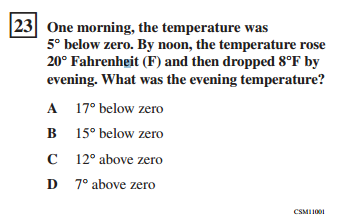 23 One morning, the temperature was
5° below zero. By noon, the temperature rose
20° Fahrenheit (F) and then dropped 8°F by
evening. What was the evening temperature?
A 17° below zero
B 15° below zero
C 12° above zero
D 7° above zero
CSM11001